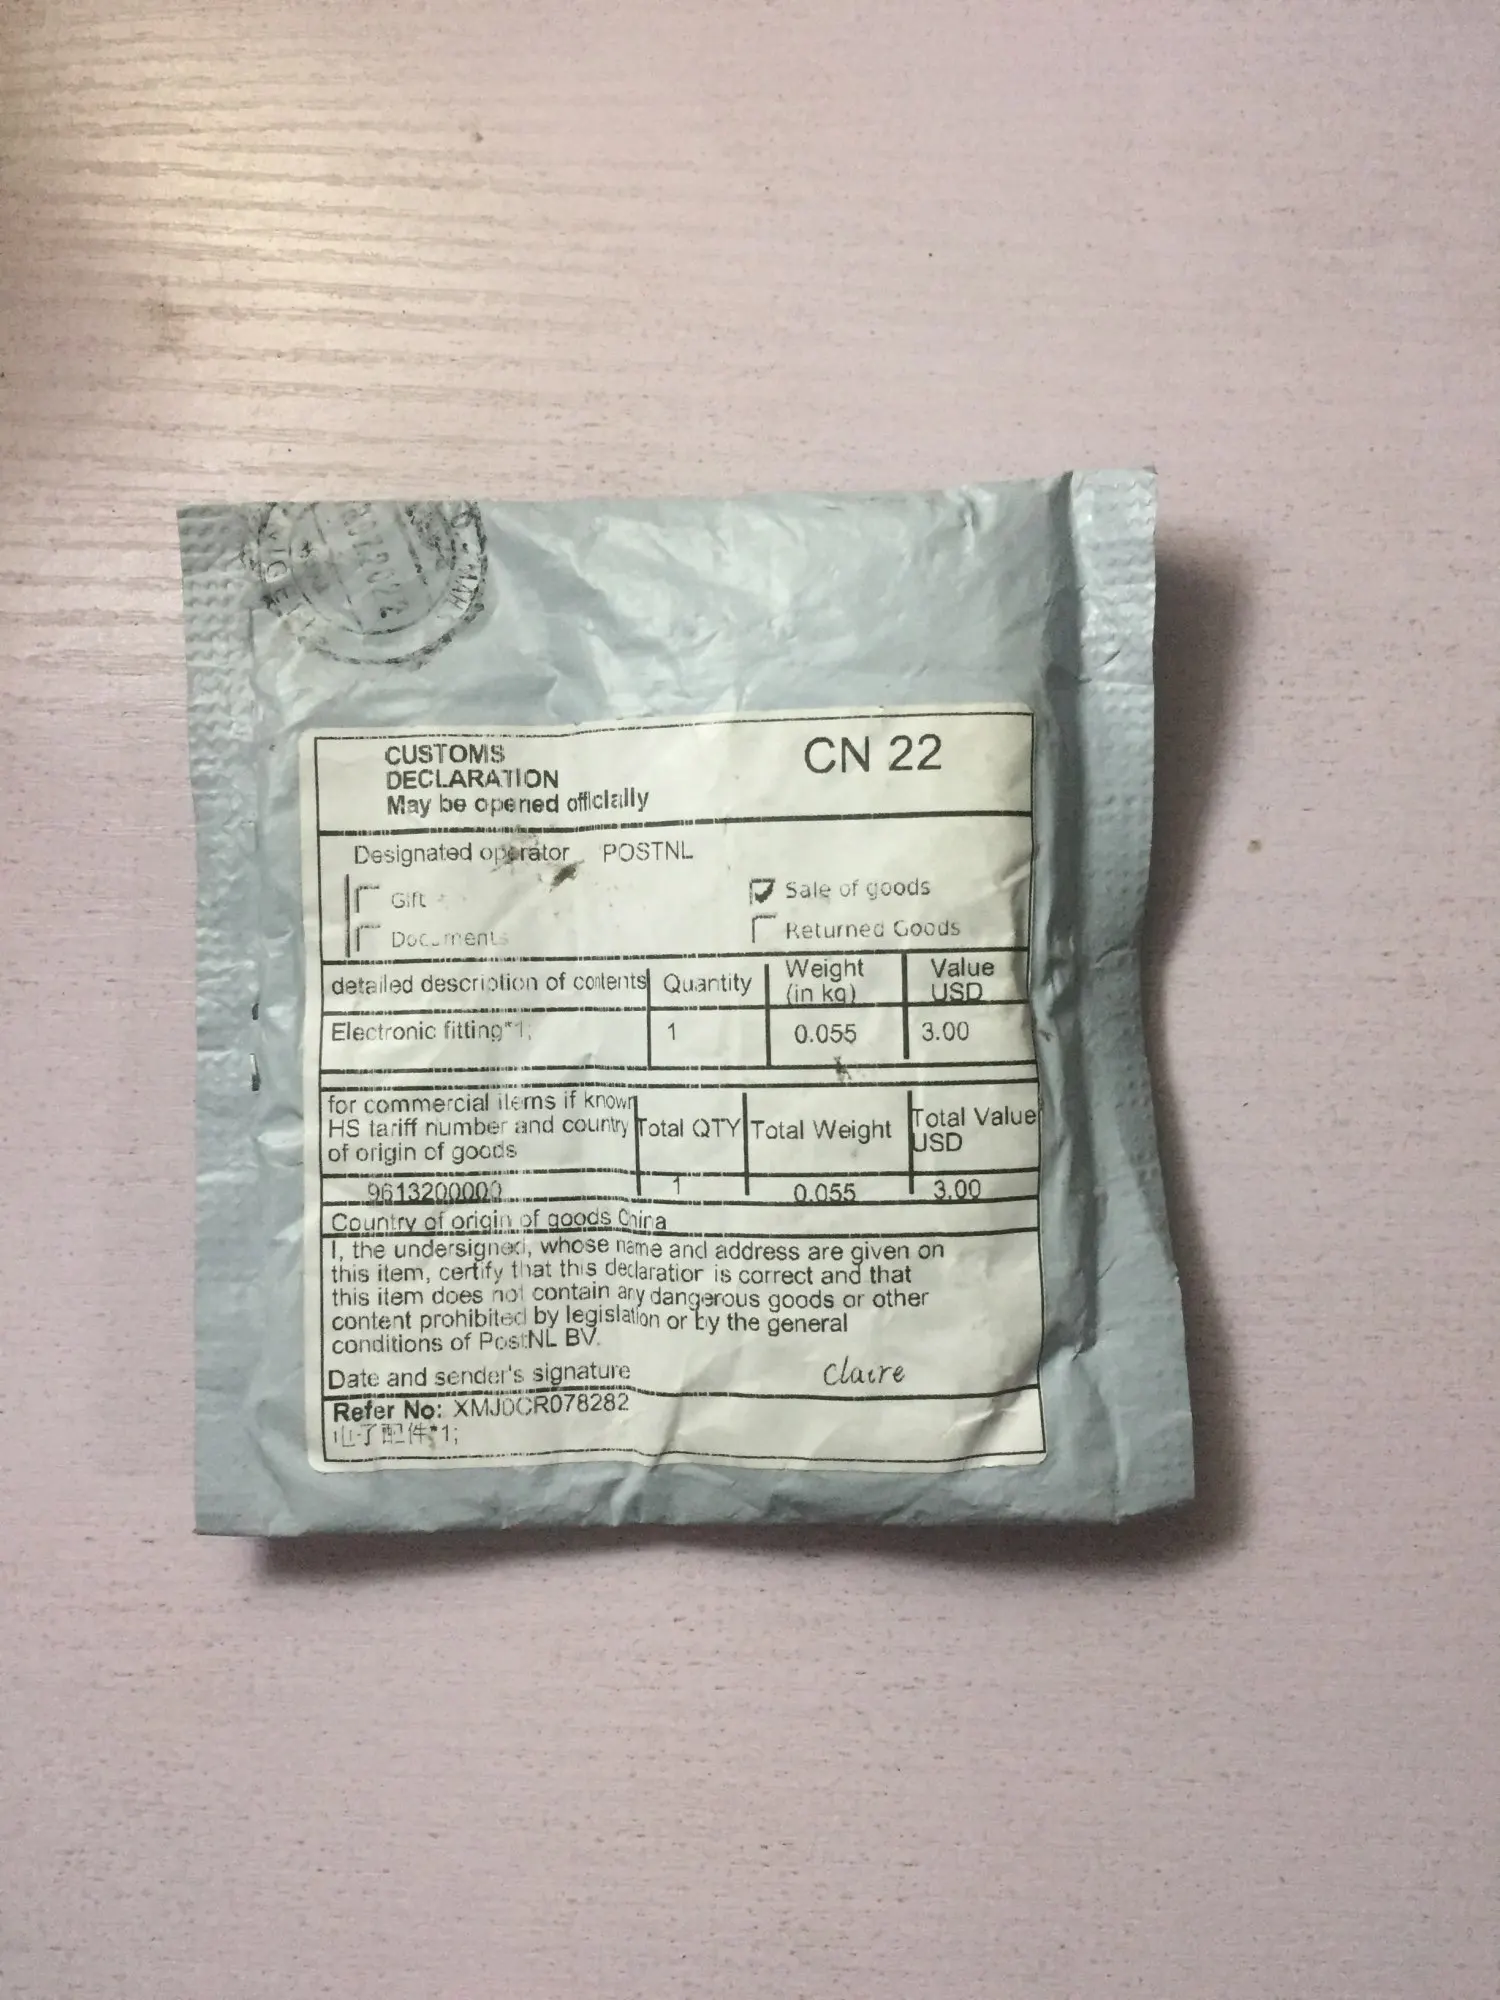 2022
CUSTOMS
DECLARATION
May be opened officially
CN 22
Designated operator POSTNL
Gift
Sale of goods
Documents
Returned Goods
detailed description of contents Quantity Weight (in kg) Value USD
Electronic fitting*1; 1 0.055 3.00
for commercial items if known
HS tariff number and country
of origin of goods
Total QTY Total Weight Total Value USD
9613200000 1 0.055 3.00
Country of origin of goods China
I, the undersigned, whose name and address are given on
this item, certify that this declaration is correct and that
this item does not contain any dangerous goods or other
content prohibited by legislation or by the general
conditions of PostNL BV.
Date and sender's signature Claire
Refer No: XMJOCR078282
电子配件*1;